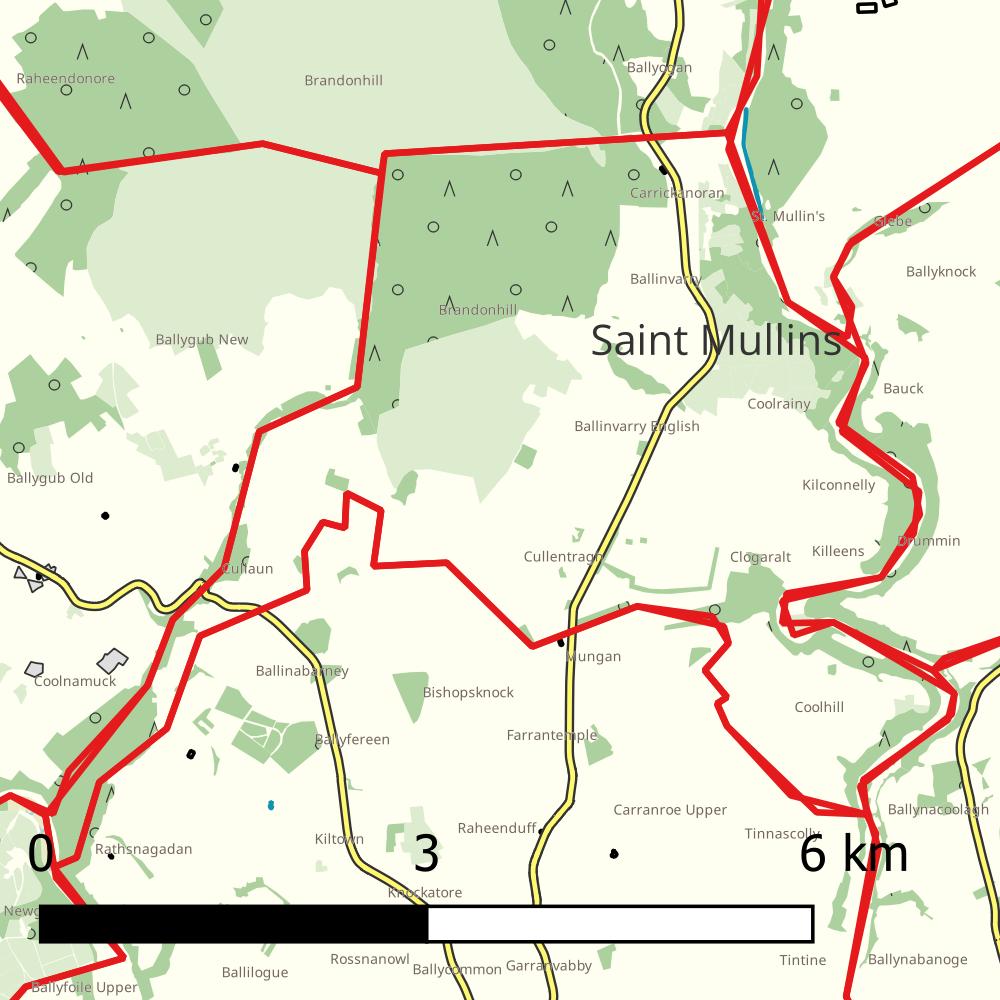 Ballyogan
Raheendonore
Brandonhill
Carrickanoran
St. Mullin's
Glebe
Ballyknock
Ballinvarry
Brandonhill
Ballygub New
Saint Mullins
Bauck
Coolrainy
Ballinvarry English
Ballygub Old
Kilconnelly
Drummin
Killeens
Cullentragh
Clogaralt
Cullaun
Mungan
Ballinabarney
Coolnamuck
Bishopsknock
Coolhill
Farrantemple
Ballyfereen
Carranroe Upper
Ballynacoolagh
Raheenduff
Tinnascolly
Kiltown
Rathsnagadan
0 3 6 km
Knockatore
Rossnanowl
Tintine
Ballynabanoge
Garranvabby
Ballycommon
Ballilogue
Ballyfoile Upper